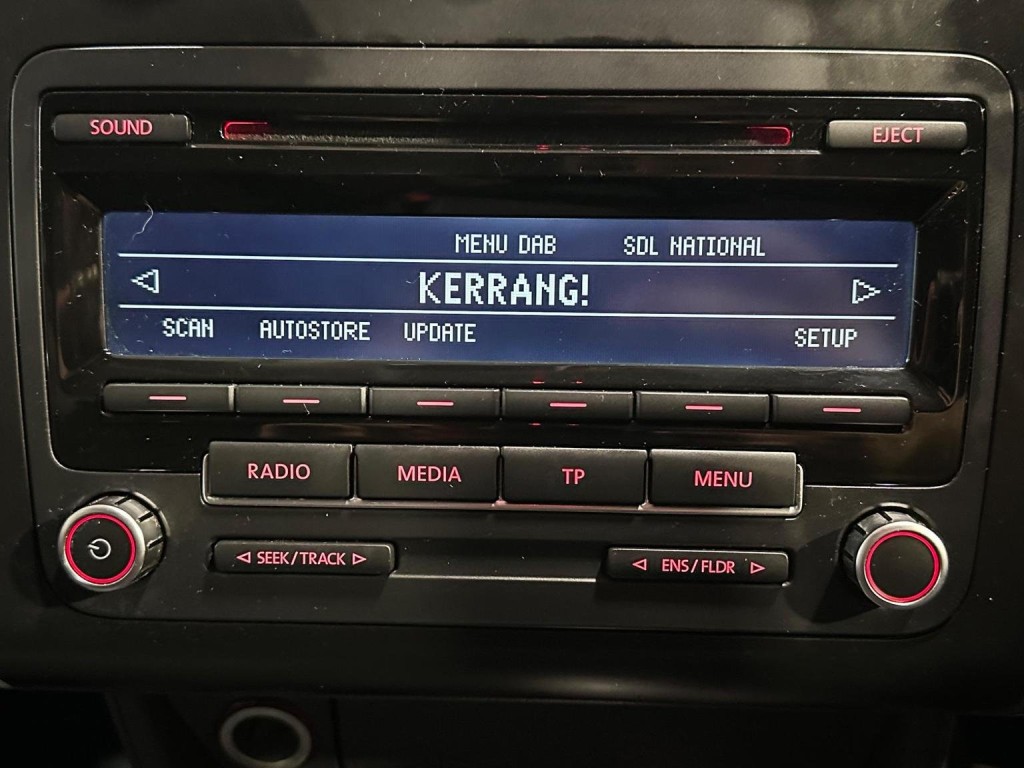 SOUND EJECT
MENU DAB SDL NATIONAL
KERRANG!
SCAN AUTOSTORE UPDATE SETUP
RADIO MEDIA TP MENU
SEEK/TRACK ENS/FLDR